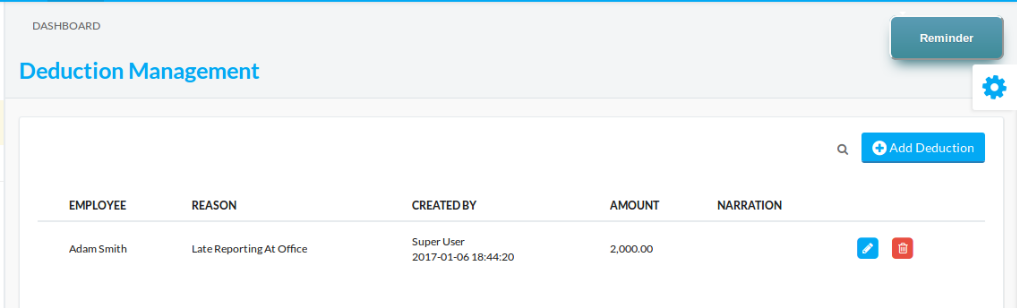 DASHBOARD
Reminder
Deduction Management
Add Deduction
EMPLOYEE REASON CREATED BY AMOUNT NARRATION
Adam Smith Late Reporting At Office Super User 2,000.00
2017-01-06 18:44:20